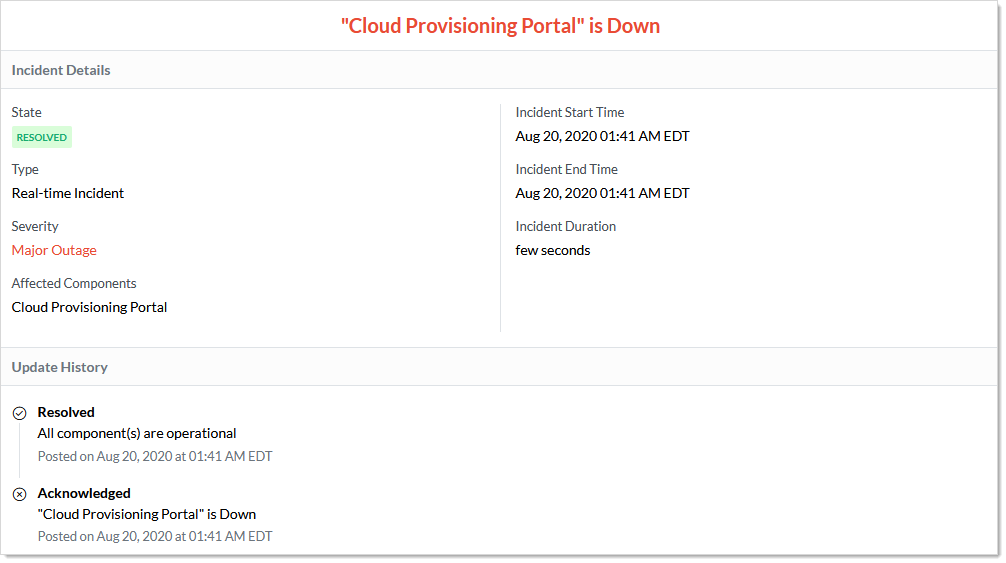 "Cloud Provisioning Portal" is Down
Incident Details
State
RESOLVED
Type
Real-time Incident
Severity
Major Outage
Affected Components
Cloud Provisioning Portal
Incident Start Time
Aug 20, 2020 01:41 AM EDT
Incident End Time
Aug 20, 2020 01:41 AM EDT
Incident Duration
few seconds
Update History
Resolved
All component(s) are operational
Posted on Aug 20, 2020 at 01:41 AM EDT
Acknowledged
"Cloud Provisioning Portal" is Down
Posted on Aug 20, 2020 at 01:41 AM EDT